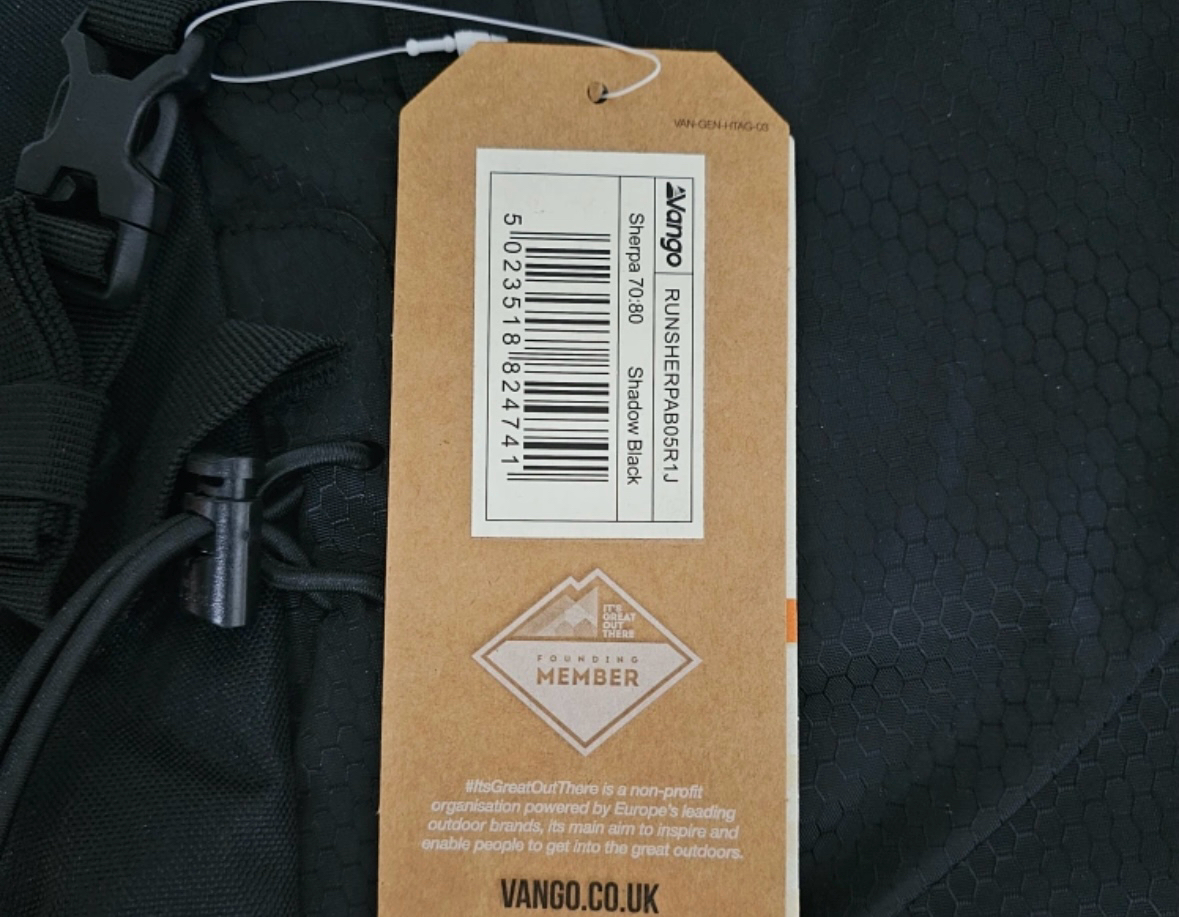 VAN-GEN-HTAG-03
Vango RUNSHERPAB05R1J
Sherpa 70:80 Shadow Black
5 023518 824741
IT'S
GREAT
OUT
THERE
FOUNDING
MEMBER
#ItsGreatOutThere is a non-profit
organisation powered by Europe's leading
outdoor brands, its main aim to inspire and
enable people to get into the great outdoors.
VANGO.CO.UK